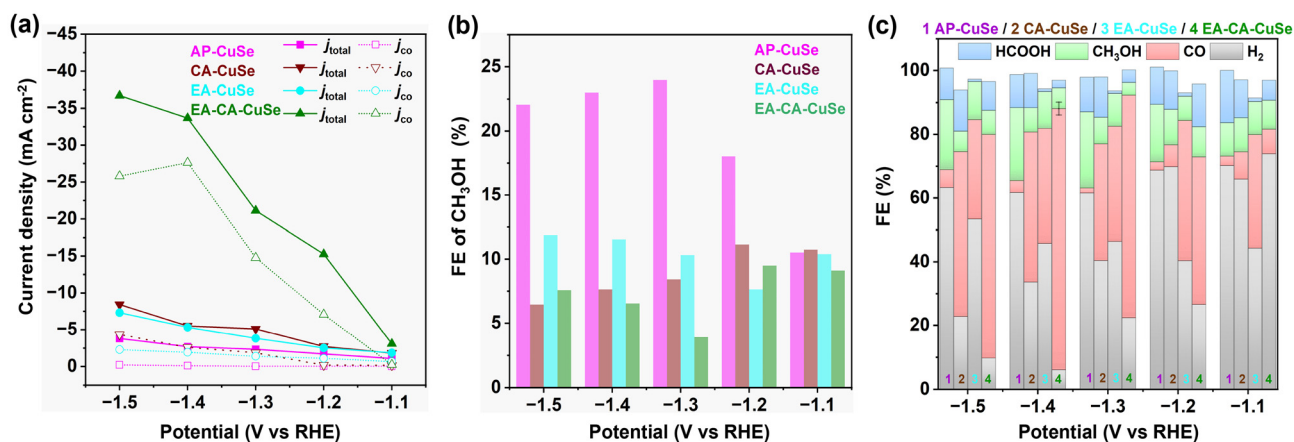 (a)
−45
−40
−35
−30
−25
−20
−15
−10
−5
0
Current density (mA cm⁻²)
AP-CuSe
CA-CuSe
EA-CuSe
EA-CA-CuSe
j_total j_co
j_total j_co
j_total j_co
j_total j_co
−1.5 −1.4 −1.3 −1.2 −1.1
Potential (V vs RHE)
(b)
25
20
15
10
5
0
FE of CH₃OH (%)
AP-CuSe
CA-CuSe
EA-CuSe
EA-CA-CuSe
−1.5 −1.4 −1.3 −1.2 −1.1
Potential (V vs RHE)
(c)
1 AP-CuSe / 2 CA-CuSe / 3 EA-CuSe / 4 EA-CA-CuSe
HCOOH CH₃OH CO H₂
100
80
60
40
20
0
FE (%)
1 2 3 4 1 2 3 4 1 2 3 4 1 2 3 4 1 2 3 4
−1.5 −1.4 −1.3 −1.2 −1.1
Potential (V vs RHE)